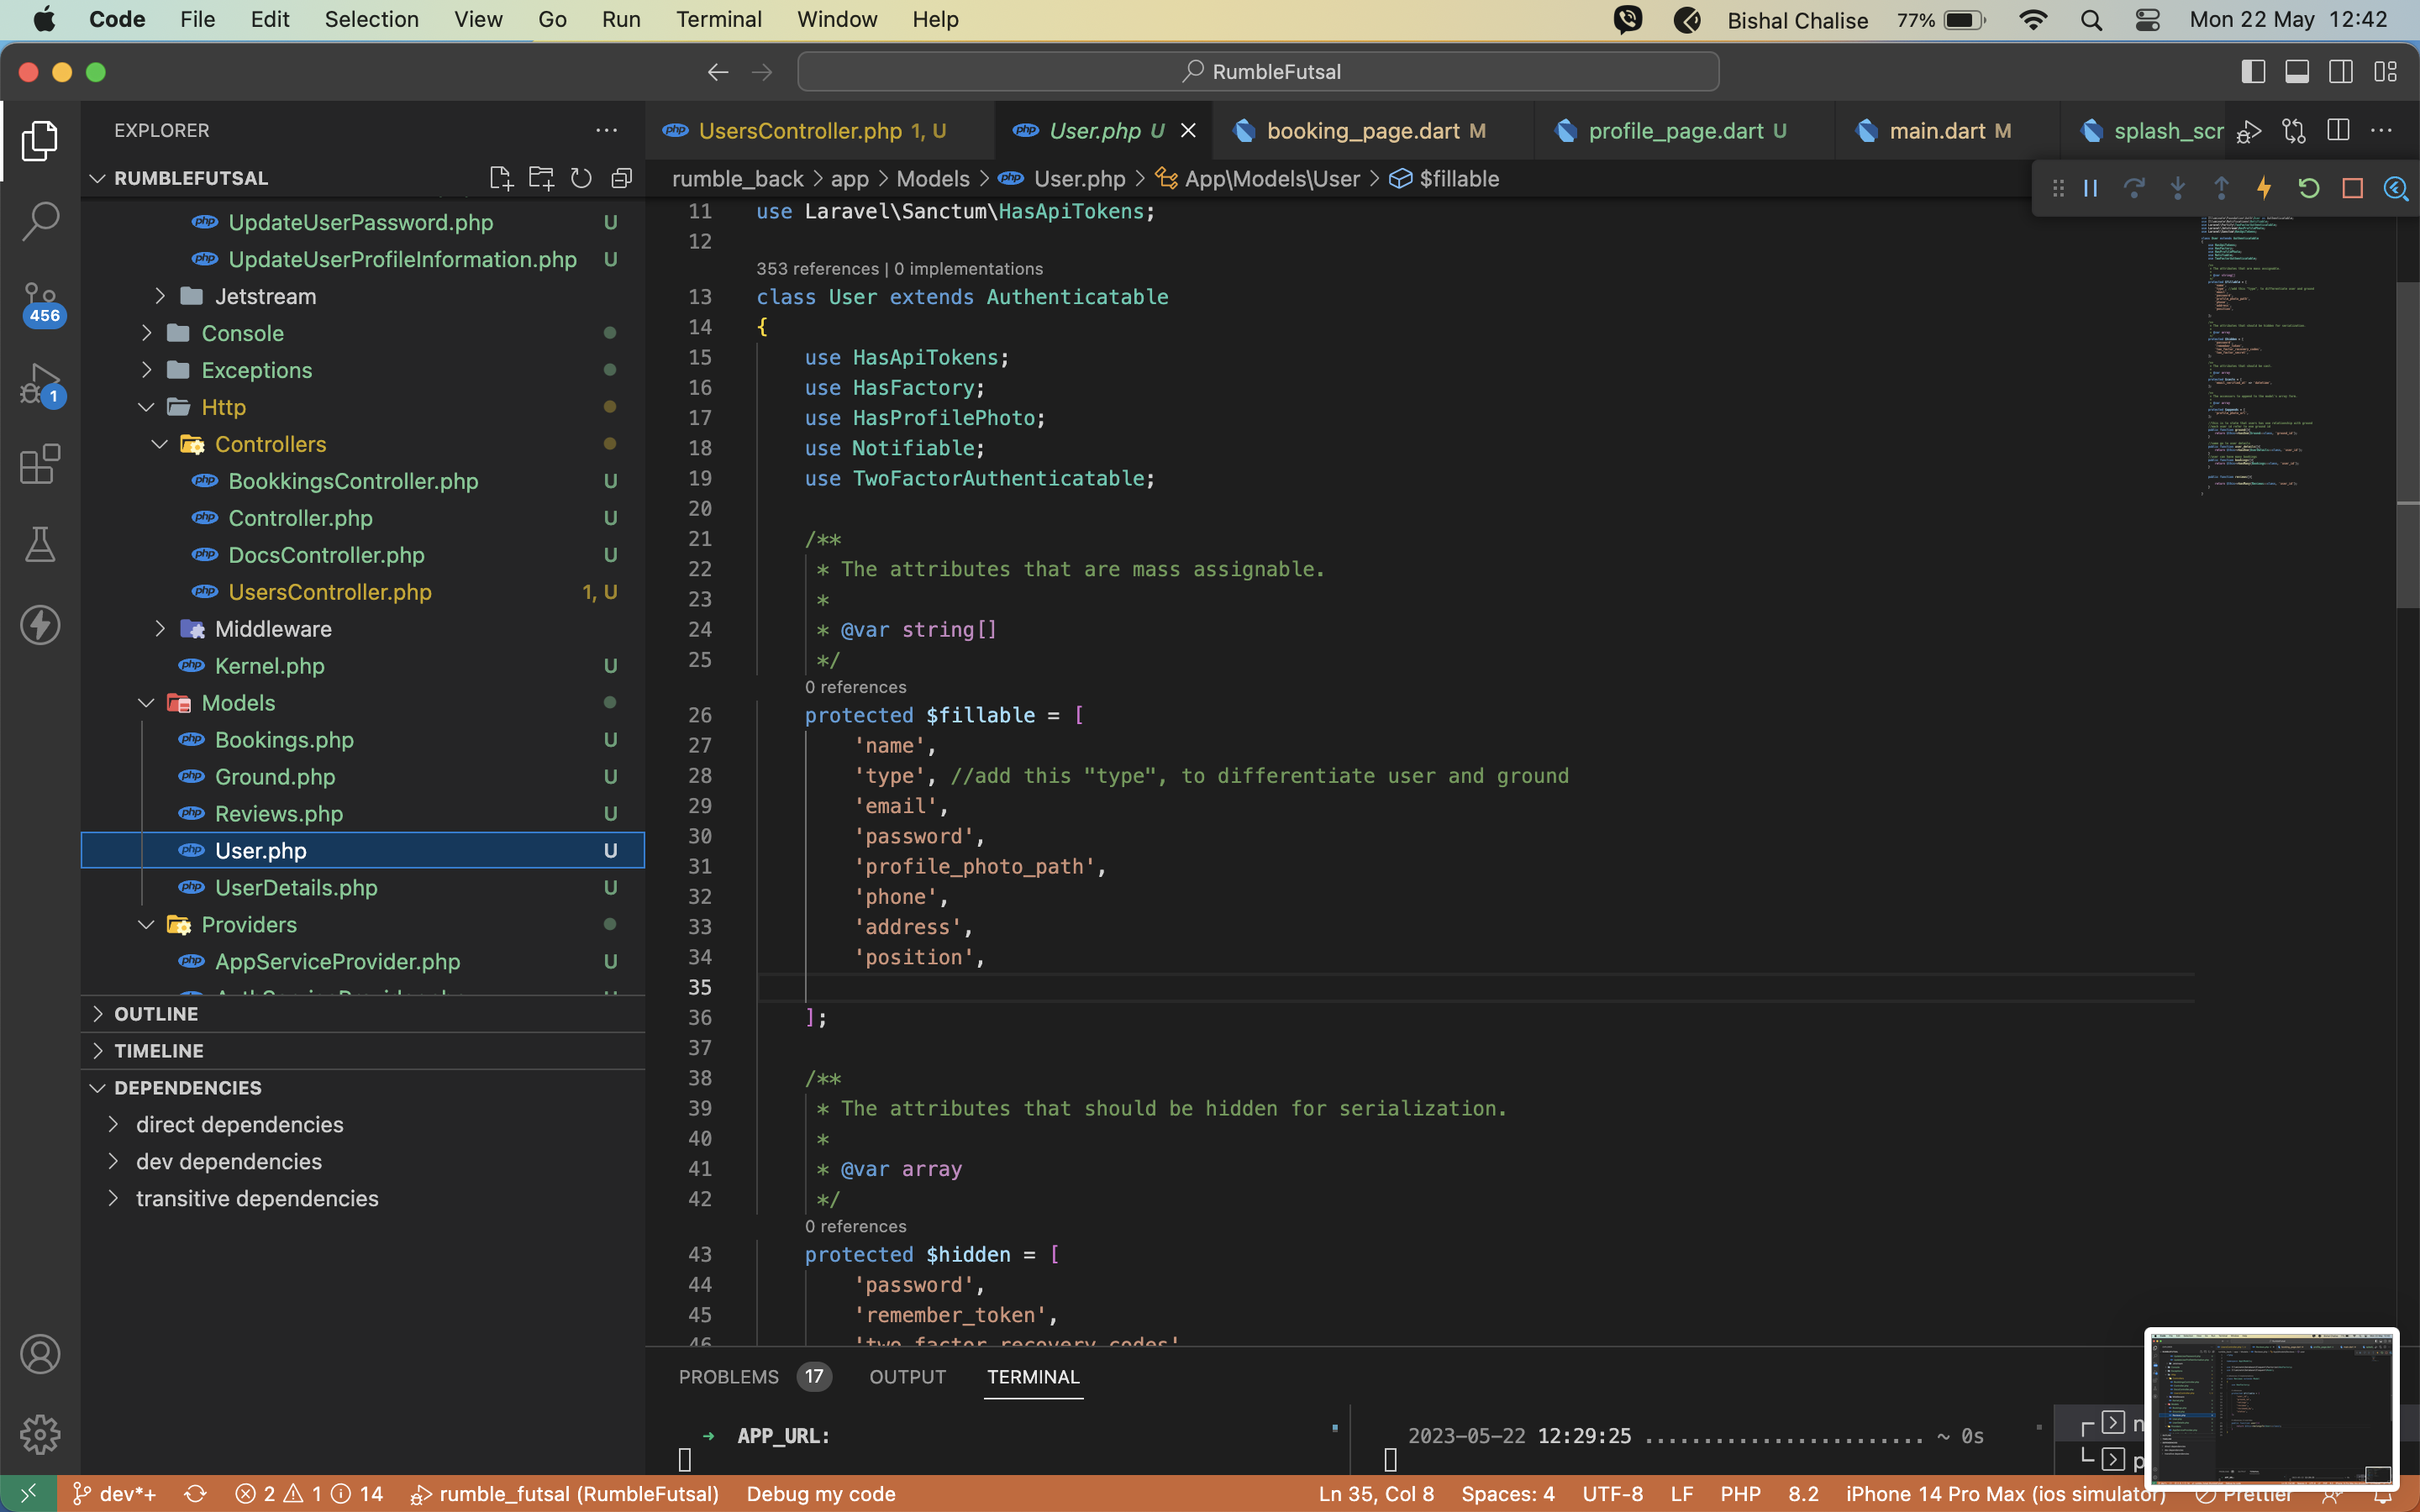 Code File Edit Selection View Go Run Terminal Window Help Bishal Chalise 77% Mon 22 May 12:42
RumbleFutsal
EXPLORER
RUMBLEFUTSAL
UpdateUserPassword.php U
UpdateUserProfileInformation.php U
Jetstream
Console
Exceptions
Http
Controllers
BookkingsController.php U
Controller.php U
DocsController.php U
UsersController.php 1, U
Middleware
Kernel.php U
Models
Bookings.php U
Ground.php U
Reviews.php U
User.php U
UserDetails.php U
Providers
AppServiceProvider.php U
OUTLINE
TIMELINE
DEPENDENCIES
direct dependencies
dev dependencies
transitive dependencies
456
1
UsersController.php 1, U User.php U booking_page.dart M profile_page.dart U main.dart M splash_scr
rumble_back > app > Models > User.php > App\Models\User > $fillable
11 use Laravel\Sanctum\HasApiTokens;
12
353 references | 0 implementations
13 class User extends Authenticatable
14 {
15 use HasApiTokens;
16 use HasFactory;
17 use HasProfilePhoto;
18 use Notifiable;
19 use TwoFactorAuthenticatable;
20
21 /**
22 * The attributes that are mass assignable.
23 *
24 * @var string[]
25 */
0 references
26 protected $fillable = [
27 'name',
28 'type', //add this "type", to differentiate user and ground
29 'email',
30 'password',
31 'profile_photo_path',
32 'phone',
33 'address',
34 'position',
35
36 ];
37
38 /**
39 * The attributes that should be hidden for serialization.
40 *
41 * @var array
42 */
0 references
43 protected $hidden = [
44 'password',
45 'remember_token',
46 'two_factor_recovery_codes'
PROBLEMS 17 OUTPUT TERMINAL
➜ APP_URL:
2023-05-22 12:29:25 ....................... ~ 0s
dev*+ 2 1 14 rumble_futsal (RumbleFutsal) Debug my code Ln 35, Col 8 Spaces: 4 UTF-8 LF PHP 8.2 iPhone 14 Pro Max (ios simulator) Prettier